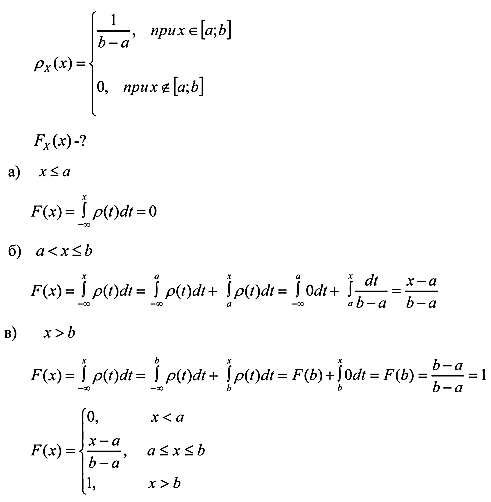 ρ_X(x) = { 1/(b−a), при x ∈ [a;b]
0, при x ∉ [a;b]
F_X(x) -?
а) x ≤ a
F(x) = ∫_{−∞}^{x} ρ(t)dt = 0
б) a < x ≤ b
F(x) = ∫_{−∞}^{x} ρ(t)dt = ∫_{−∞}^{a} ρ(t)dt + ∫_{a}^{x} ρ(t)dt = ∫_{−∞}^{a} 0dt + ∫_{a}^{x} dt/(b−a) = (x−a)/(b−a)
в) x > b
F(x) = ∫_{−∞}^{x} ρ(t)dt = ∫_{−∞}^{b} ρ(t)dt + ∫_{b}^{x} ρ(t)dt = F(b) + ∫_{b}^{x} 0dt = F(b) = (b−a)/(b−a) = 1
F(x) = { 0, x < a
(x−a)/(b−a), a ≤ x ≤ b
1, x > b